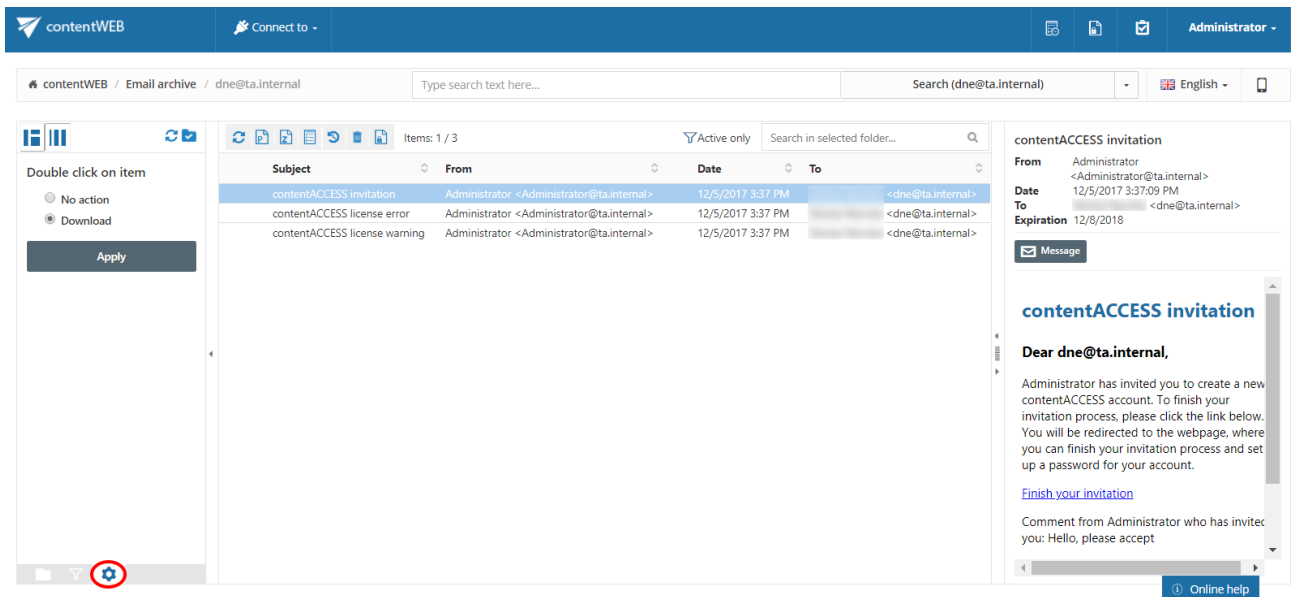 contentWEB
Connect to
Administrator
contentWEB / Email archive / dne@ta.internal
Type search text here...
Search (dne@ta.internal)
English
Double click on item
No action
Download
Apply
Items: 1 / 3
Active only
Search in selected folder...
Subject From Date To
contentACCESS invitation Administrator <Administrator@ta.internal> 12/5/2017 3:37 PM <dne@ta.internal>
contentACCESS license error Administrator <Administrator@ta.internal> 12/5/2017 3:37 PM <dne@ta.internal>
contentACCESS license warning Administrator <Administrator@ta.internal> 12/5/2017 3:37 PM <dne@ta.internal>
contentACCESS invitation
From Administrator
<Administrator@ta.internal>
Date 12/5/2017 3:37:09 PM
To <dne@ta.internal>
Expiration 12/8/2018
Message
contentACCESS invitation
Dear dne@ta.internal,
Administrator has invited you to create a new
contentACCESS account. To finish your
invitation process, please click the link below.
You will be redirected to the webpage, where
you can finish your invitation process and set
up a password for your account.
Finish your invitation
Comment from Administrator who has invited
you: Hello, please accept
Online help